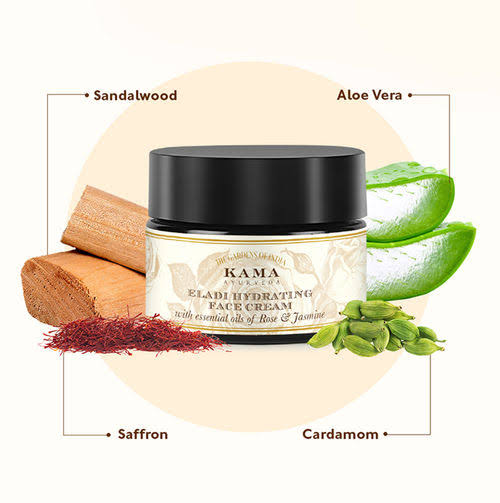 Sandalwood
Aloe Vera
THE GARDENS OF INDIA
KAMA
AYURVEDA
ELADI HYDRATING
FACE CREAM
with essential oils of Rose & Jasmine
Saffron
Cardamom